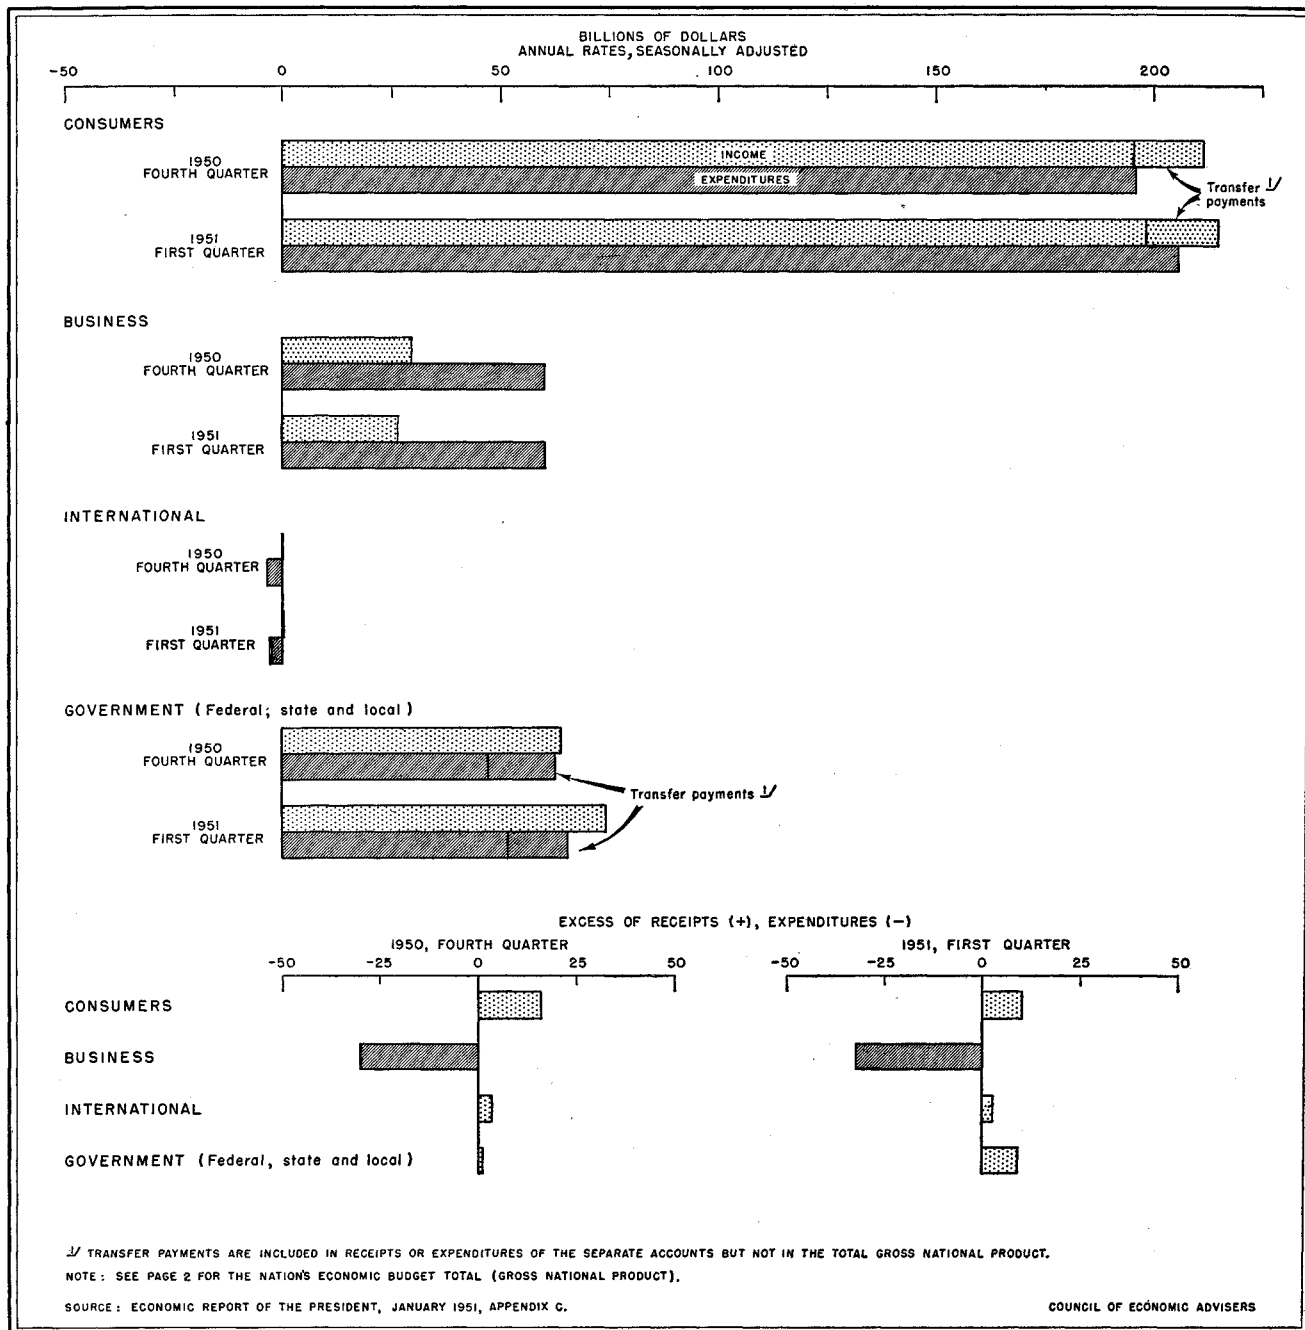 BILLIONS OF DOLLARS
ANNUAL RATES, SEASONALLY ADJUSTED
-50 0 50 100 150 200
CONSUMERS
1950
FOURTH QUARTER
INCOME
EXPENDITURES
Transfer 1/
payments
1951
FIRST QUARTER
BUSINESS
1950
FOURTH QUARTER
1951
FIRST QUARTER
INTERNATIONAL
1950
FOURTH QUARTER
1951
FIRST QUARTER
GOVERNMENT (Federal; state and local)
1950
FOURTH QUARTER
Transfer payments 1/
1951
FIRST QUARTER
EXCESS OF RECEIPTS (+), EXPENDITURES (−)
1950, FOURTH QUARTER 1951, FIRST QUARTER
-50 -25 0 25 50 -50 -25 0 25 50
CONSUMERS
BUSINESS
INTERNATIONAL
GOVERNMENT (Federal, state and local)
1/ TRANSFER PAYMENTS ARE INCLUDED IN RECEIPTS OR EXPENDITURES OF THE SEPARATE ACCOUNTS BUT NOT IN THE TOTAL GROSS NATIONAL PRODUCT.
NOTE: SEE PAGE 2 FOR THE NATION'S ECONOMIC BUDGET TOTAL (GROSS NATIONAL PRODUCT).
SOURCE: ECONOMIC REPORT OF THE PRESIDENT, JANUARY 1951, APPENDIX C. COUNCIL OF ECONOMIC ADVISERS